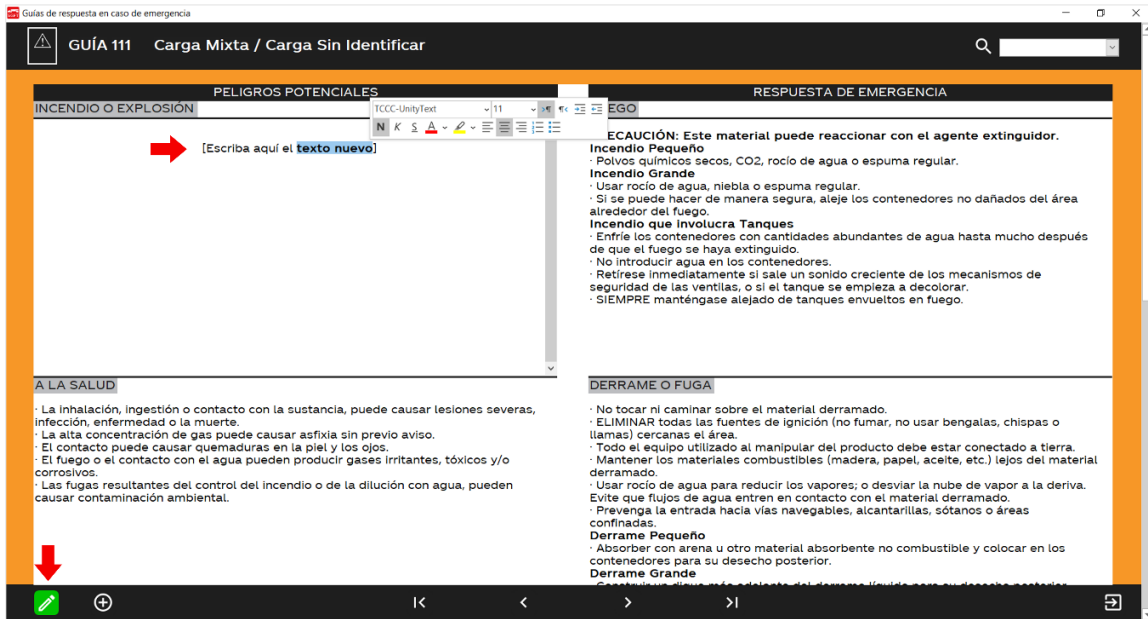 Guías de respuesta en caso de emergencia
GUÍA 111 Carga Mixta / Carga Sin Identificar
PELIGROS POTENCIALES
INCENDIO O EXPLOSIÓN
TCCC-UnityText
11
N K S A
[Escriba aquí el texto nuevo]
A LA SALUD
· La inhalación, ingestión o contacto con la sustancia, puede causar lesiones severas,
infección, enfermedad o la muerte.
· La alta concentración de gas puede causar asfixia sin previo aviso.
· El contacto puede causar quemaduras en la piel y los ojos.
· El fuego o el contacto con el agua pueden producir gases irritantes, tóxicos y/o
corrosivos.
· Las fugas resultantes del control del incendio o de la dilución con agua, pueden
causar contaminación ambiental.
RESPUESTA DE EMERGENCIA
EGO
ECAUCIÓN: Este material puede reaccionar con el agente extinguidor.
Incendio Pequeño
· Polvos químicos secos, CO2, rocío de agua o espuma regular.
Incendio Grande
· Usar rocío de agua, niebla o espuma regular.
· Si se puede hacer de manera segura, aleje los contenedores no dañados del área
alrededor del fuego.
Incendio que involucra Tanques
· Enfríe los contenedores con cantidades abundantes de agua hasta mucho después
de que el fuego se haya extinguido.
· No introducir agua en los contenedores.
· Retírese inmediatamente si sale un sonido creciente de los mecanismos de
seguridad de las ventilas, o si el tanque se empieza a decolorar.
· SIEMPRE manténgase alejado de tanques envueltos en fuego.
DERRAME O FUGA
· No tocar ni caminar sobre el material derramado.
· ELIMINAR todas las fuentes de ignición (no fumar, no usar bengalas, chispas o
llamas) cercanas el área.
· Todo el equipo utilizado al manipular del producto debe estar conectado a tierra.
· Mantener los materiales combustibles (madera, papel, aceite, etc.) lejos del material
derramado.
· Usar rocío de agua para reducir los vapores; o desviar la nube de vapor a la deriva.
Evite que flujos de agua entren en contacto con el material derramado.
· Prevenga la entrada hacia vías navegables, alcantarillas, sótanos o áreas
confinadas.
Derrame Pequeño
· Absorber con arena u otro material absorbente no combustible y colocar en los
contenedores para su desecho posterior.
Derrame Grande